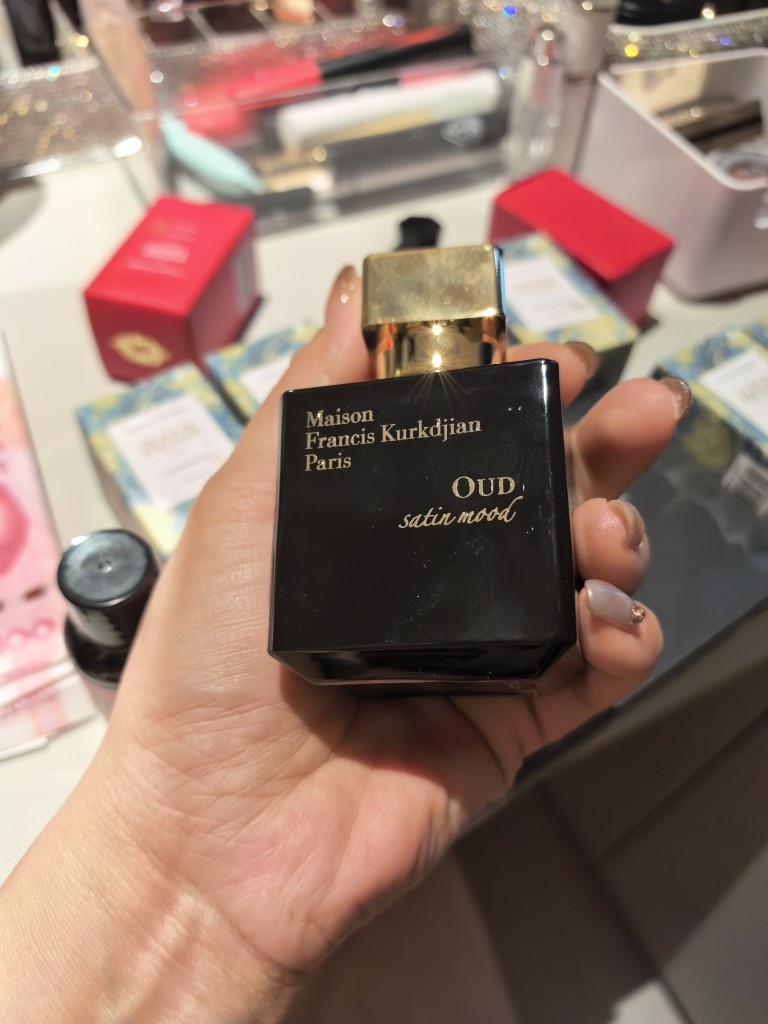 Maison
Francis Kurkdjian
Paris
OUD
satin mood